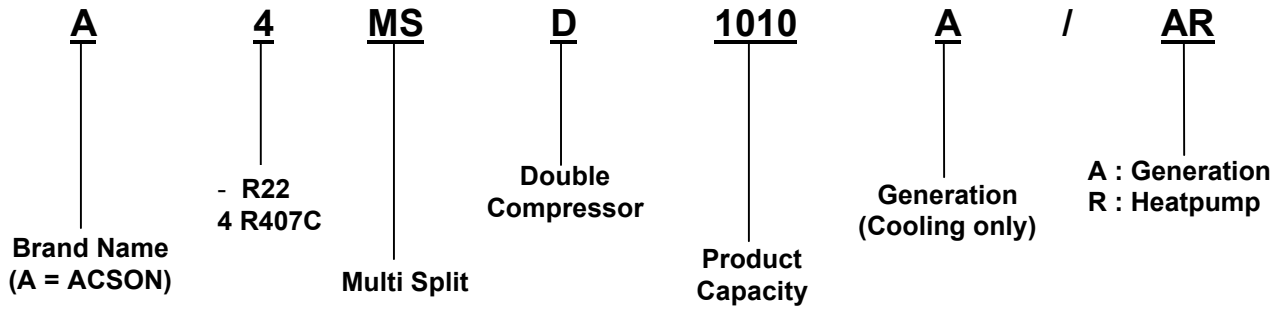 A 4 MS D 1010 A / AR
- R22
4 R407C
Brand Name
(A = ACSON)
Multi Split
Double
Compressor
Product
Capacity
Generation
(Cooling only)
A : Generation
R : Heatpump